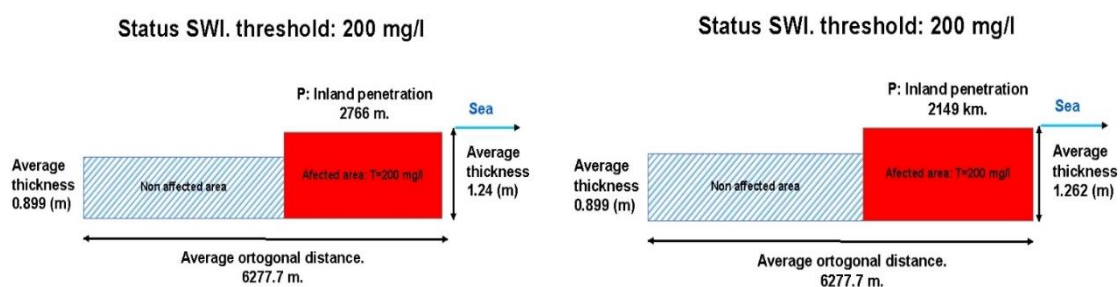 Status SWI. threshold: 200 mg/l
P: Inland penetration
2766 m.
Sea
Average
thickness
0.899 (m)
Non affected area
Afected area: T=200 mg/l
Average
thickness
1.24 (m)
Average ortogonal distance.
6277.7 m.
Status SWI. threshold: 200 mg/l
P: Inland penetration
2149 km.
Sea
Average
thickness
0.899 (m)
Non affected area
Afected area: T=200 mg/l
Average
thickness
1.262 (m)
Average ortogonal distance.
6277.7 m.